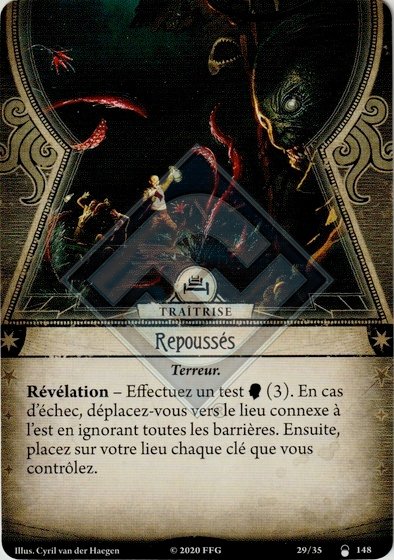 TRAÎTRISE
Repoussés
Terreur.
Révélation – Effectuez un test (3). En cas
d'échec, déplacez-vous vers le lieu connexe à
l'est en ignorant toutes les barrières. Ensuite,
placez sur votre lieu chaque clé que vous
contrôlez.
Illus. Cyril van der Haegen © 2020 FFG 29/35 148